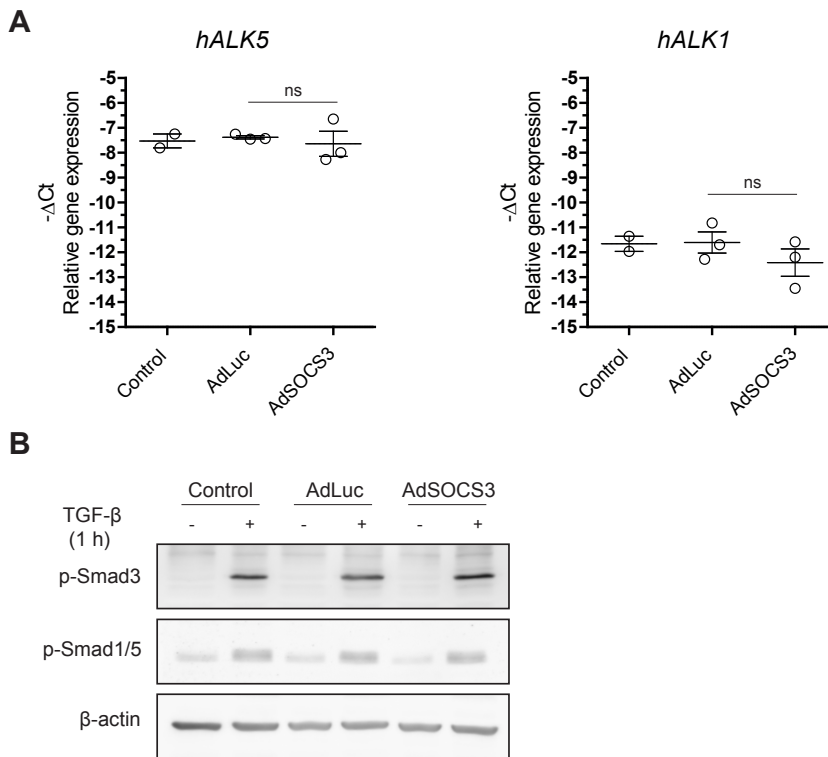 A
hALK5
-ΔCt
Relative gene expression
-5
-6
-7
-8
-9
-10
-11
-12
-13
-14
-15
ns
Control
AdLuc
AdSOCS3
hALK1
-ΔCt
Relative gene expression
-5
-6
-7
-8
-9
-10
-11
-12
-13
-14
-15
ns
Control
AdLuc
AdSOCS3
B
Control AdLuc AdSOCS3
TGF-β - + - + - +
(1 h)
p-Smad3
p-Smad1/5
β-actin